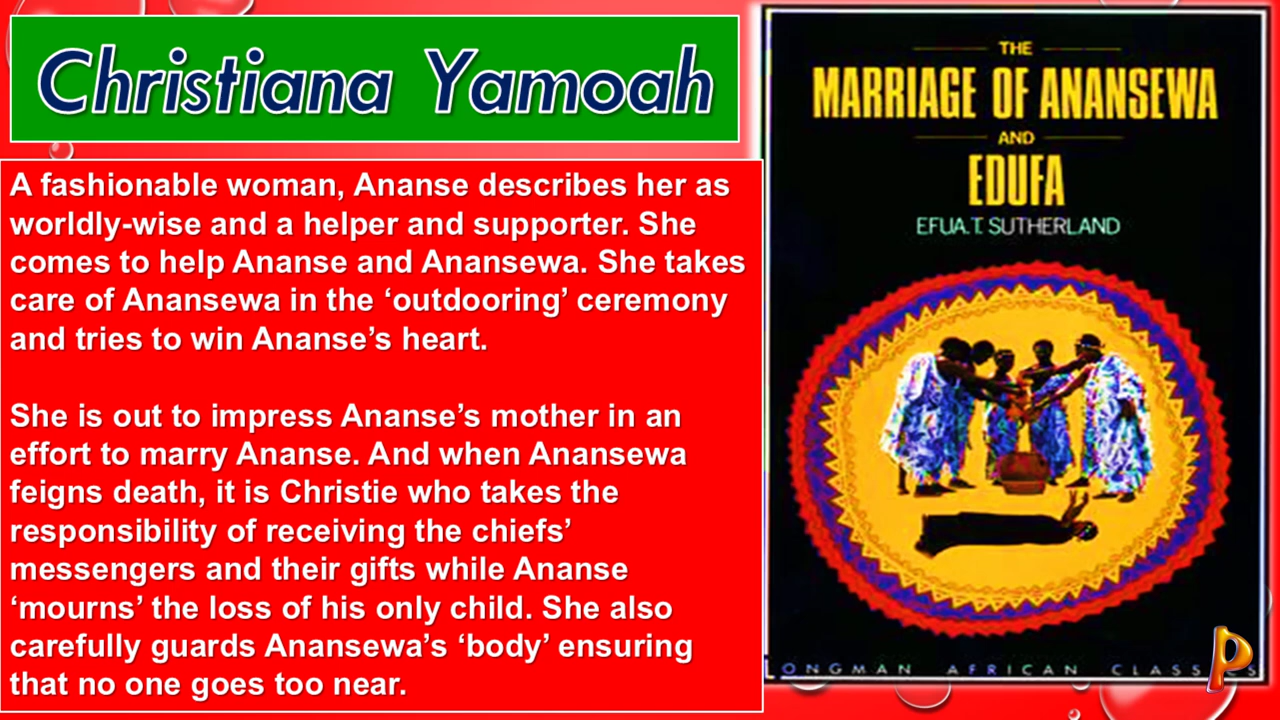 Christiana Yamoah
A fashionable woman, Ananse describes her as
worldly-wise and a helper and supporter. She
comes to help Ananse and Anansewa. She takes
care of Anansewa in the ‘outdooring’ ceremony
and tries to win Ananse’s heart.
She is out to impress Ananse’s mother in an
effort to marry Ananse. And when Anansewa
feigns death, it is Christie who takes the
responsibility of receiving the chiefs’
messengers and their gifts while Ananse
‘mourns’ the loss of his only child. She also
carefully guards Anansewa’s ‘body’ ensuring
that no one goes too near.
THE
MARRIAGE OF ANANSEWA
AND
EDUFA
EFUA.T. SUTHERLAND
LONGMAN AFRICAN CLASSICS
P